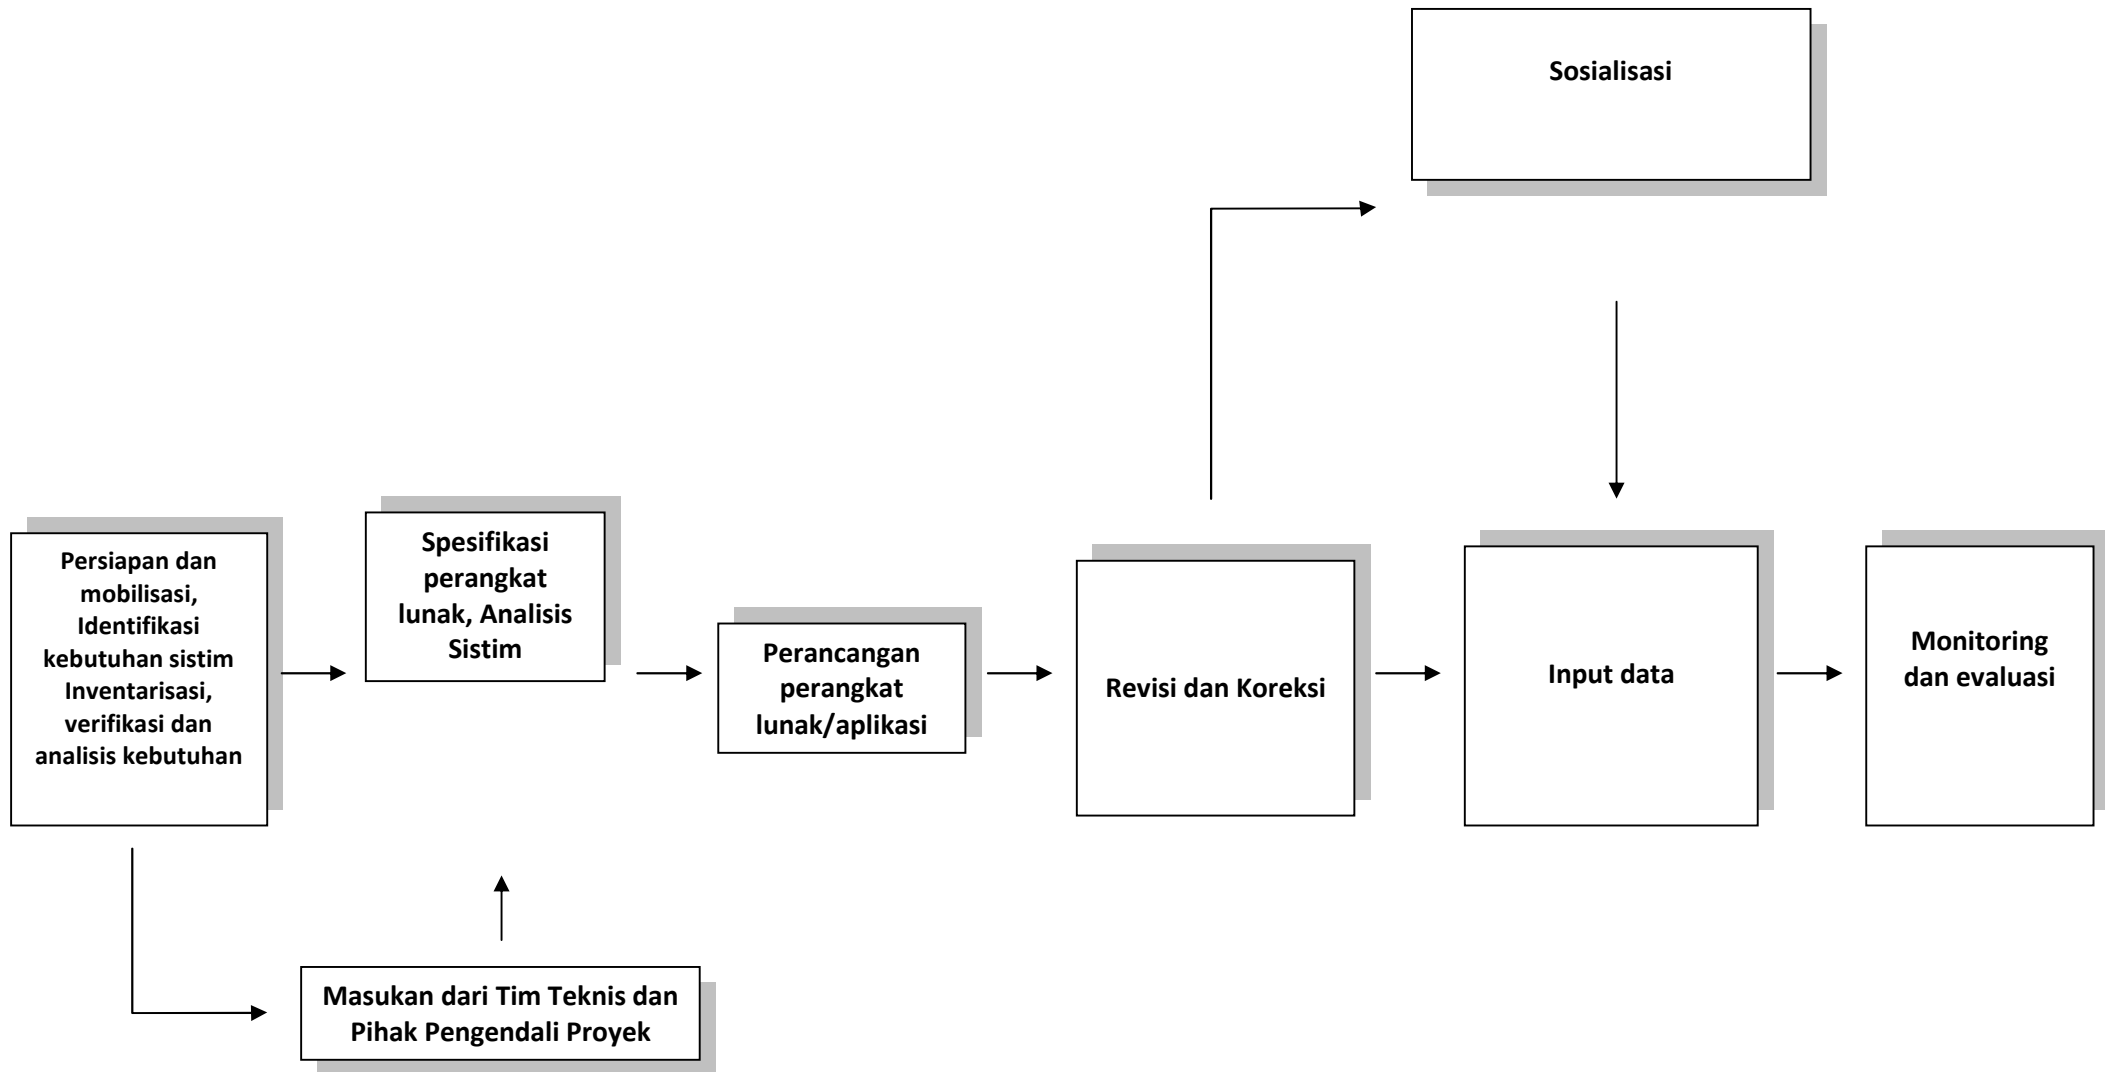 Sosialisasi
Persiapan dan
mobilisasi,
Identifikasi
kebutuhan sistim
Inventarisasi,
verifikasi dan
analisis kebutuhan
Spesifikasi
perangkat
lunak, Analisis
Sistim
Perancangan
perangkat
lunak/aplikasi
Revisi dan Koreksi
Input data
Monitoring
dan evaluasi
Masukan dari Tim Teknis dan
Pihak Pengendali Proyek